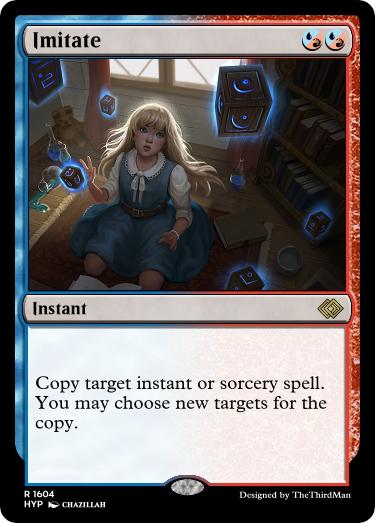 Imitate
Instant
Copy target instant or sorcery spell.
You may choose new targets for the
copy.
R 1604
HYP CHAZILLAH
Designed by TheThirdMan